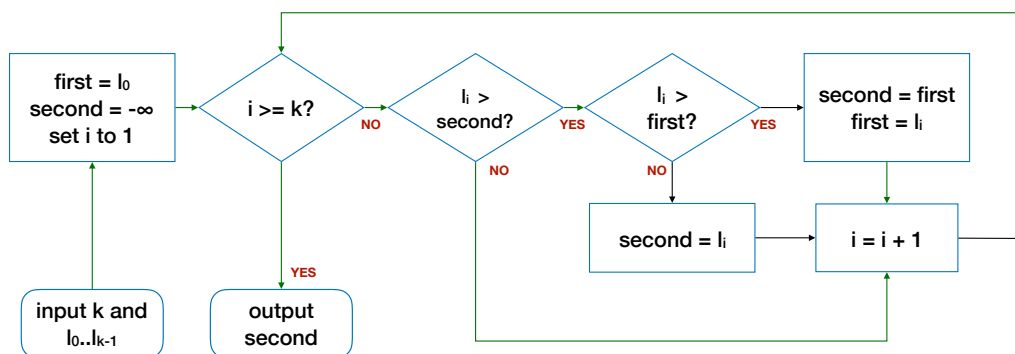 first = l₀
second = -∞
set i to 1
i >= k?
NO
lᵢ >
second?
YES
NO
lᵢ >
first?
YES
NO
second = first
first = lᵢ
second = lᵢ
i = i + 1
YES
input k and
l₀..lₖ₋₁
output
second